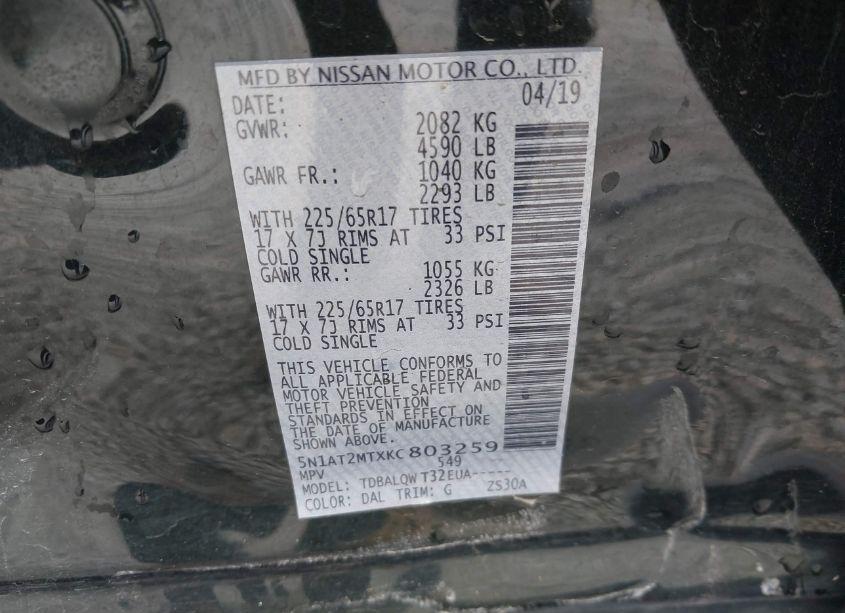 MFD BY NISSAN MOTOR CO., LTD.
DATE: 04/19
GVWR: 2082 KG
4590 LB
GAWR FR.: 1040 KG
2293 LB
WITH 225/65R17 TIRES
17 X 7J RIMS AT 33 PSI
COLD SINGLE
GAWR RR.: 1055 KG
2326 LB
WITH 225/65R17 TIRES
17 X 7J RIMS AT 33 PSI
COLD SINGLE
THIS VEHICLE CONFORMS TO
ALL APPLICABLE FEDERAL
MOTOR VEHICLE SAFETY AND
THEFT PREVENTION
STANDARDS IN EFFECT ON
THE DATE OF MANUFACTURE
SHOWN ABOVE.
5N1AT2MTXKC803259
MPV 549
MODEL: TDBALQW T32EUA-----
COLOR: DAL TRIM: G ZS30A